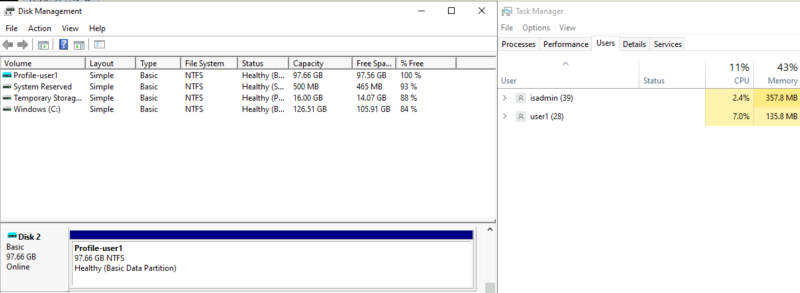 Disk Management
File Action View Help
Volume Layout Type File System Status Capacity Free Spa... % Free
Profile-user1 Simple Basic NTFS Healthy (B... 97.66 GB 97.56 GB 100 %
System Reserved Simple Basic NTFS Healthy (S... 500 MB 465 MB 93 %
Temporary Storag... Simple Basic NTFS Healthy (P... 16.00 GB 14.07 GB 88 %
Windows (C:) Simple Basic NTFS Healthy (B... 126.51 GB 105.91 GB 84 %
Disk 2
Basic
97.66 GB
Online
Profile-user1
97.66 GB NTFS
Healthy (Basic Data Partition)
Task Manager
File Options View
Processes Performance Users Details Services
11% 43%
User Status CPU Memory
isadmin (39) 2.4% 357.8 MB
user1 (28) 7.0% 135.8 MB